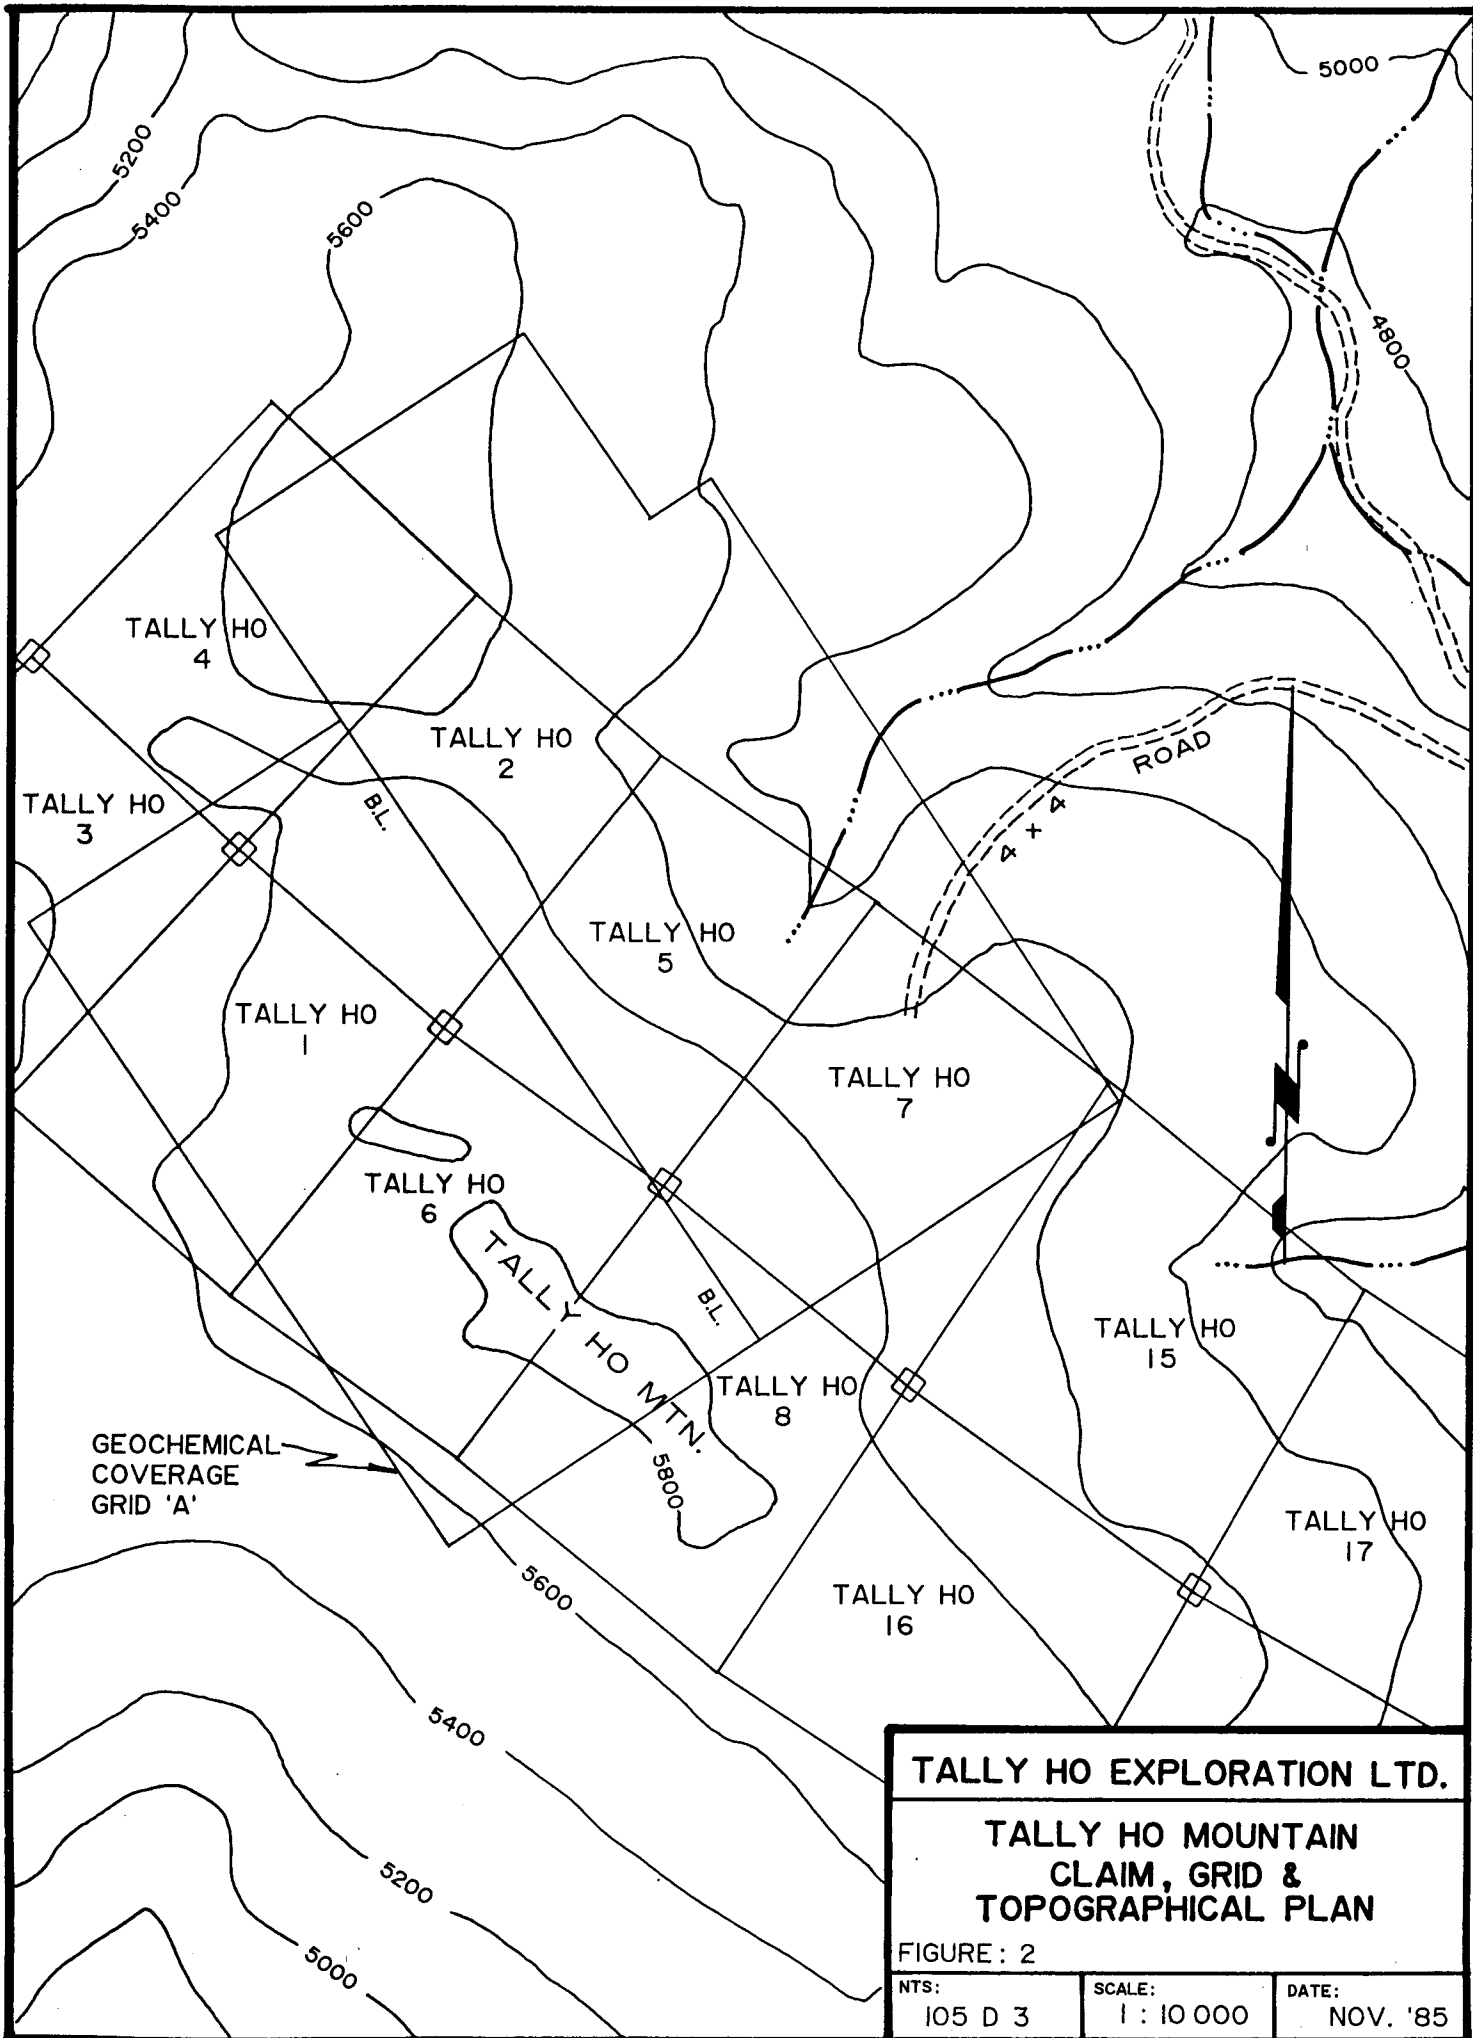 5000
5200
5400
5600
4800
TALLY HO
4
TALLY HO
2
ROAD
4 x 4
TALLY HO
3
B.L.
TALLY HO
5
TALLY HO
1
TALLY HO
7
TALLY HO
6
TALLY HO MTN.
B.L.
TALLY HO
15
TALLY HO
8
5800
GEOCHEMICAL
COVERAGE
GRID 'A'
TALLY HO
17
5600
TALLY HO
16
5400
5200
5000
TALLY HO EXPLORATION LTD.
TALLY HO MOUNTAIN
CLAIM, GRID &
TOPOGRAPHICAL PLAN
FIGURE: 2
NTS:
105 D 3
SCALE:
1 : 10 000
DATE:
NOV. '85